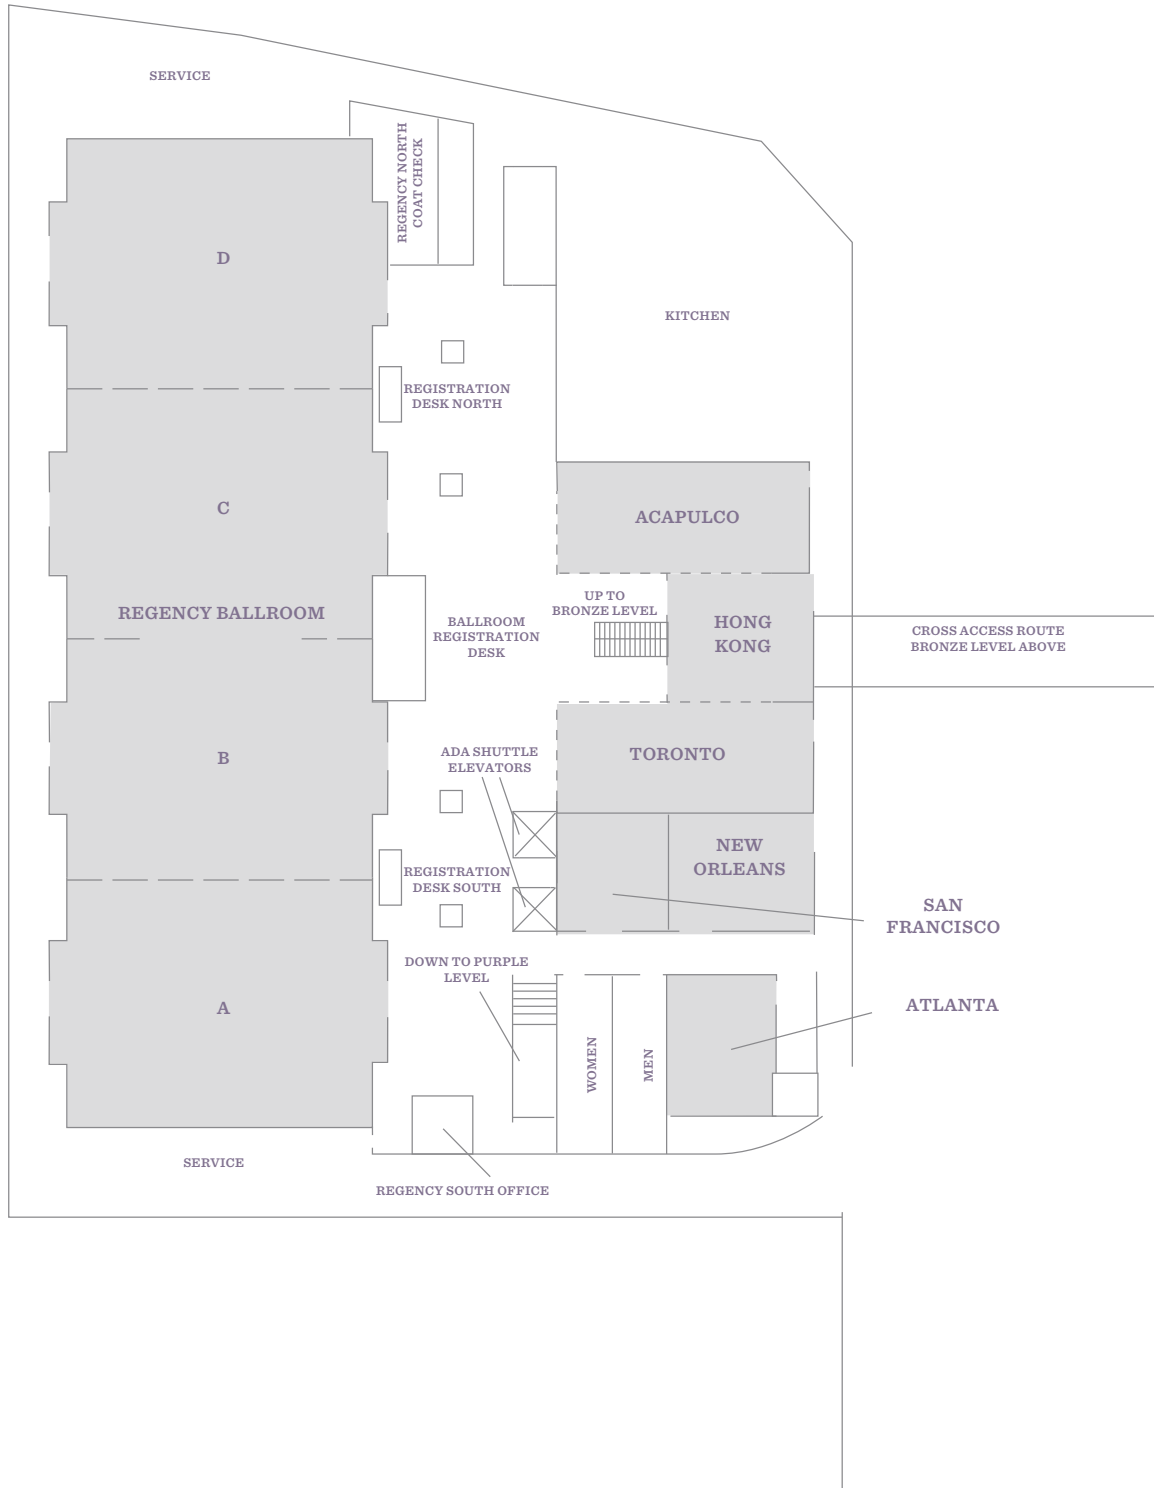 SERVICE
REGENCY NORTH
COAT CHECK
D
KITCHEN
REGISTRATION
DESK NORTH
C
ACAPULCO
UP TO
BRONZE LEVEL
REGENCY BALLROOM
BALLROOM
REGISTRATION
DESK
HONG
KONG
CROSS ACCESS ROUTE
BRONZE LEVEL ABOVE
B
ADA SHUTTLE
ELEVATORS
TORONTO
NEW
ORLEANS
REGISTRATION
DESK SOUTH
SAN
FRANCISCO
DOWN TO PURPLE
LEVEL
A
ATLANTA
WOMEN
MEN
SERVICE
REGENCY SOUTH OFFICE